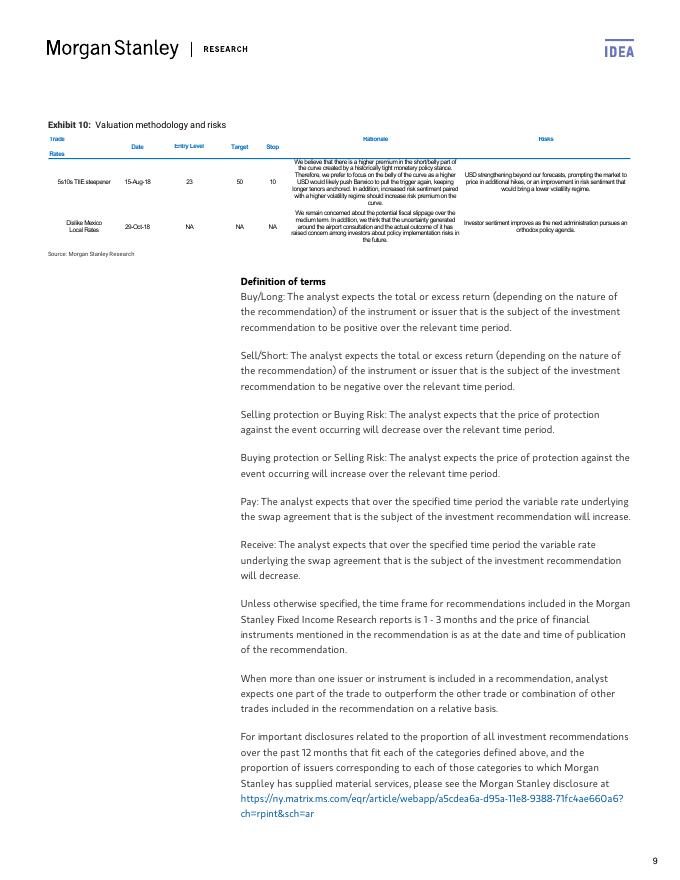 Morgan Stanley | RESEARCH
IDEA
Exhibit 10: Valuation methodology and risks
Trade
Date
Entry Level
Target
Stop
Rationale
Risks
Rates
5s10s TIIE steepener
15-Aug-18
23
50
10
We believe that there is a higher premium in the short/belly part of
the curve created by a historically tight monetary policy stance.
Therefore, we prefer to focus on the belly of the curve as a higher
USD would likely push Banxico to pull the trigger again, keeping
longer tenors anchored. In addition, increased risk sentiment paired
with a higher volatility regime should increase risk premium on the
curve.
USD strengthening beyond our forecasts, prompting the market to
price in additional hikes, or an improvement in risk sentiment that
would bring a lower volatility regime.
Dislike Mexico
Local Rates
29-Oct-18
NA
NA
NA
We remain concerned about the potential fiscal slippage over the
medium term. In addition, we think that the uncertainty generated
around the airport consultation and the actual outcome of it has
raised concern among investors about policy implementation risks in
the future.
Investor sentiment improves as the next administration pursues an
orthodox policy agenda.
Source: Morgan Stanley Research
Definition of terms
Buy/Long: The analyst expects the total or excess return (depending on the nature of
the recommendation) of the instrument or issuer that is the subject of the investment
recommendation to be positive over the relevant time period.
Sell/Short: The analyst expects the total or excess return (depending on the nature of
the recommendation) of the instrument or issuer that is the subject of the investment
recommendation to be negative over the relevant time period.
Selling protection or Buying Risk: The analyst expects that the price of protection
against the event occurring will decrease over the relevant time period.
Buying protection or Selling Risk: The analyst expects the price of protection against the
event occurring will increase over the relevant time period.
Pay: The analyst expects that over the specified time period the variable rate underlying
the swap agreement that is the subject of the investment recommendation will increase.
Receive: The analyst expects that over the specified time period the variable rate
underlying the swap agreement that is the subject of the investment recommendation
will decrease.
Unless otherwise specified, the time frame for recommendations included in the Morgan
Stanley Fixed Income Research reports is 1 - 3 months and the price of financial
instruments mentioned in the recommendation is as at the date and time of publication
of the recommendation.
When more than one issuer or instrument is included in a recommendation, analyst
expects one part of the trade to outperform the other trade or combination of other
trades included in the recommendation on a relative basis.
For important disclosures related to the proportion of all investment recommendations
over the past 12 months that fit each of the categories defined above, and the
proportion of issuers corresponding to each of those categories to which Morgan
Stanley has supplied material services, please see the Morgan Stanley disclosure at
https://ny.matrix.ms.com/eqr/article/webapp/a5cdea6a-d95a-11e8-9388-71fc4ae660a6?
ch=rpint&sch=ar
9